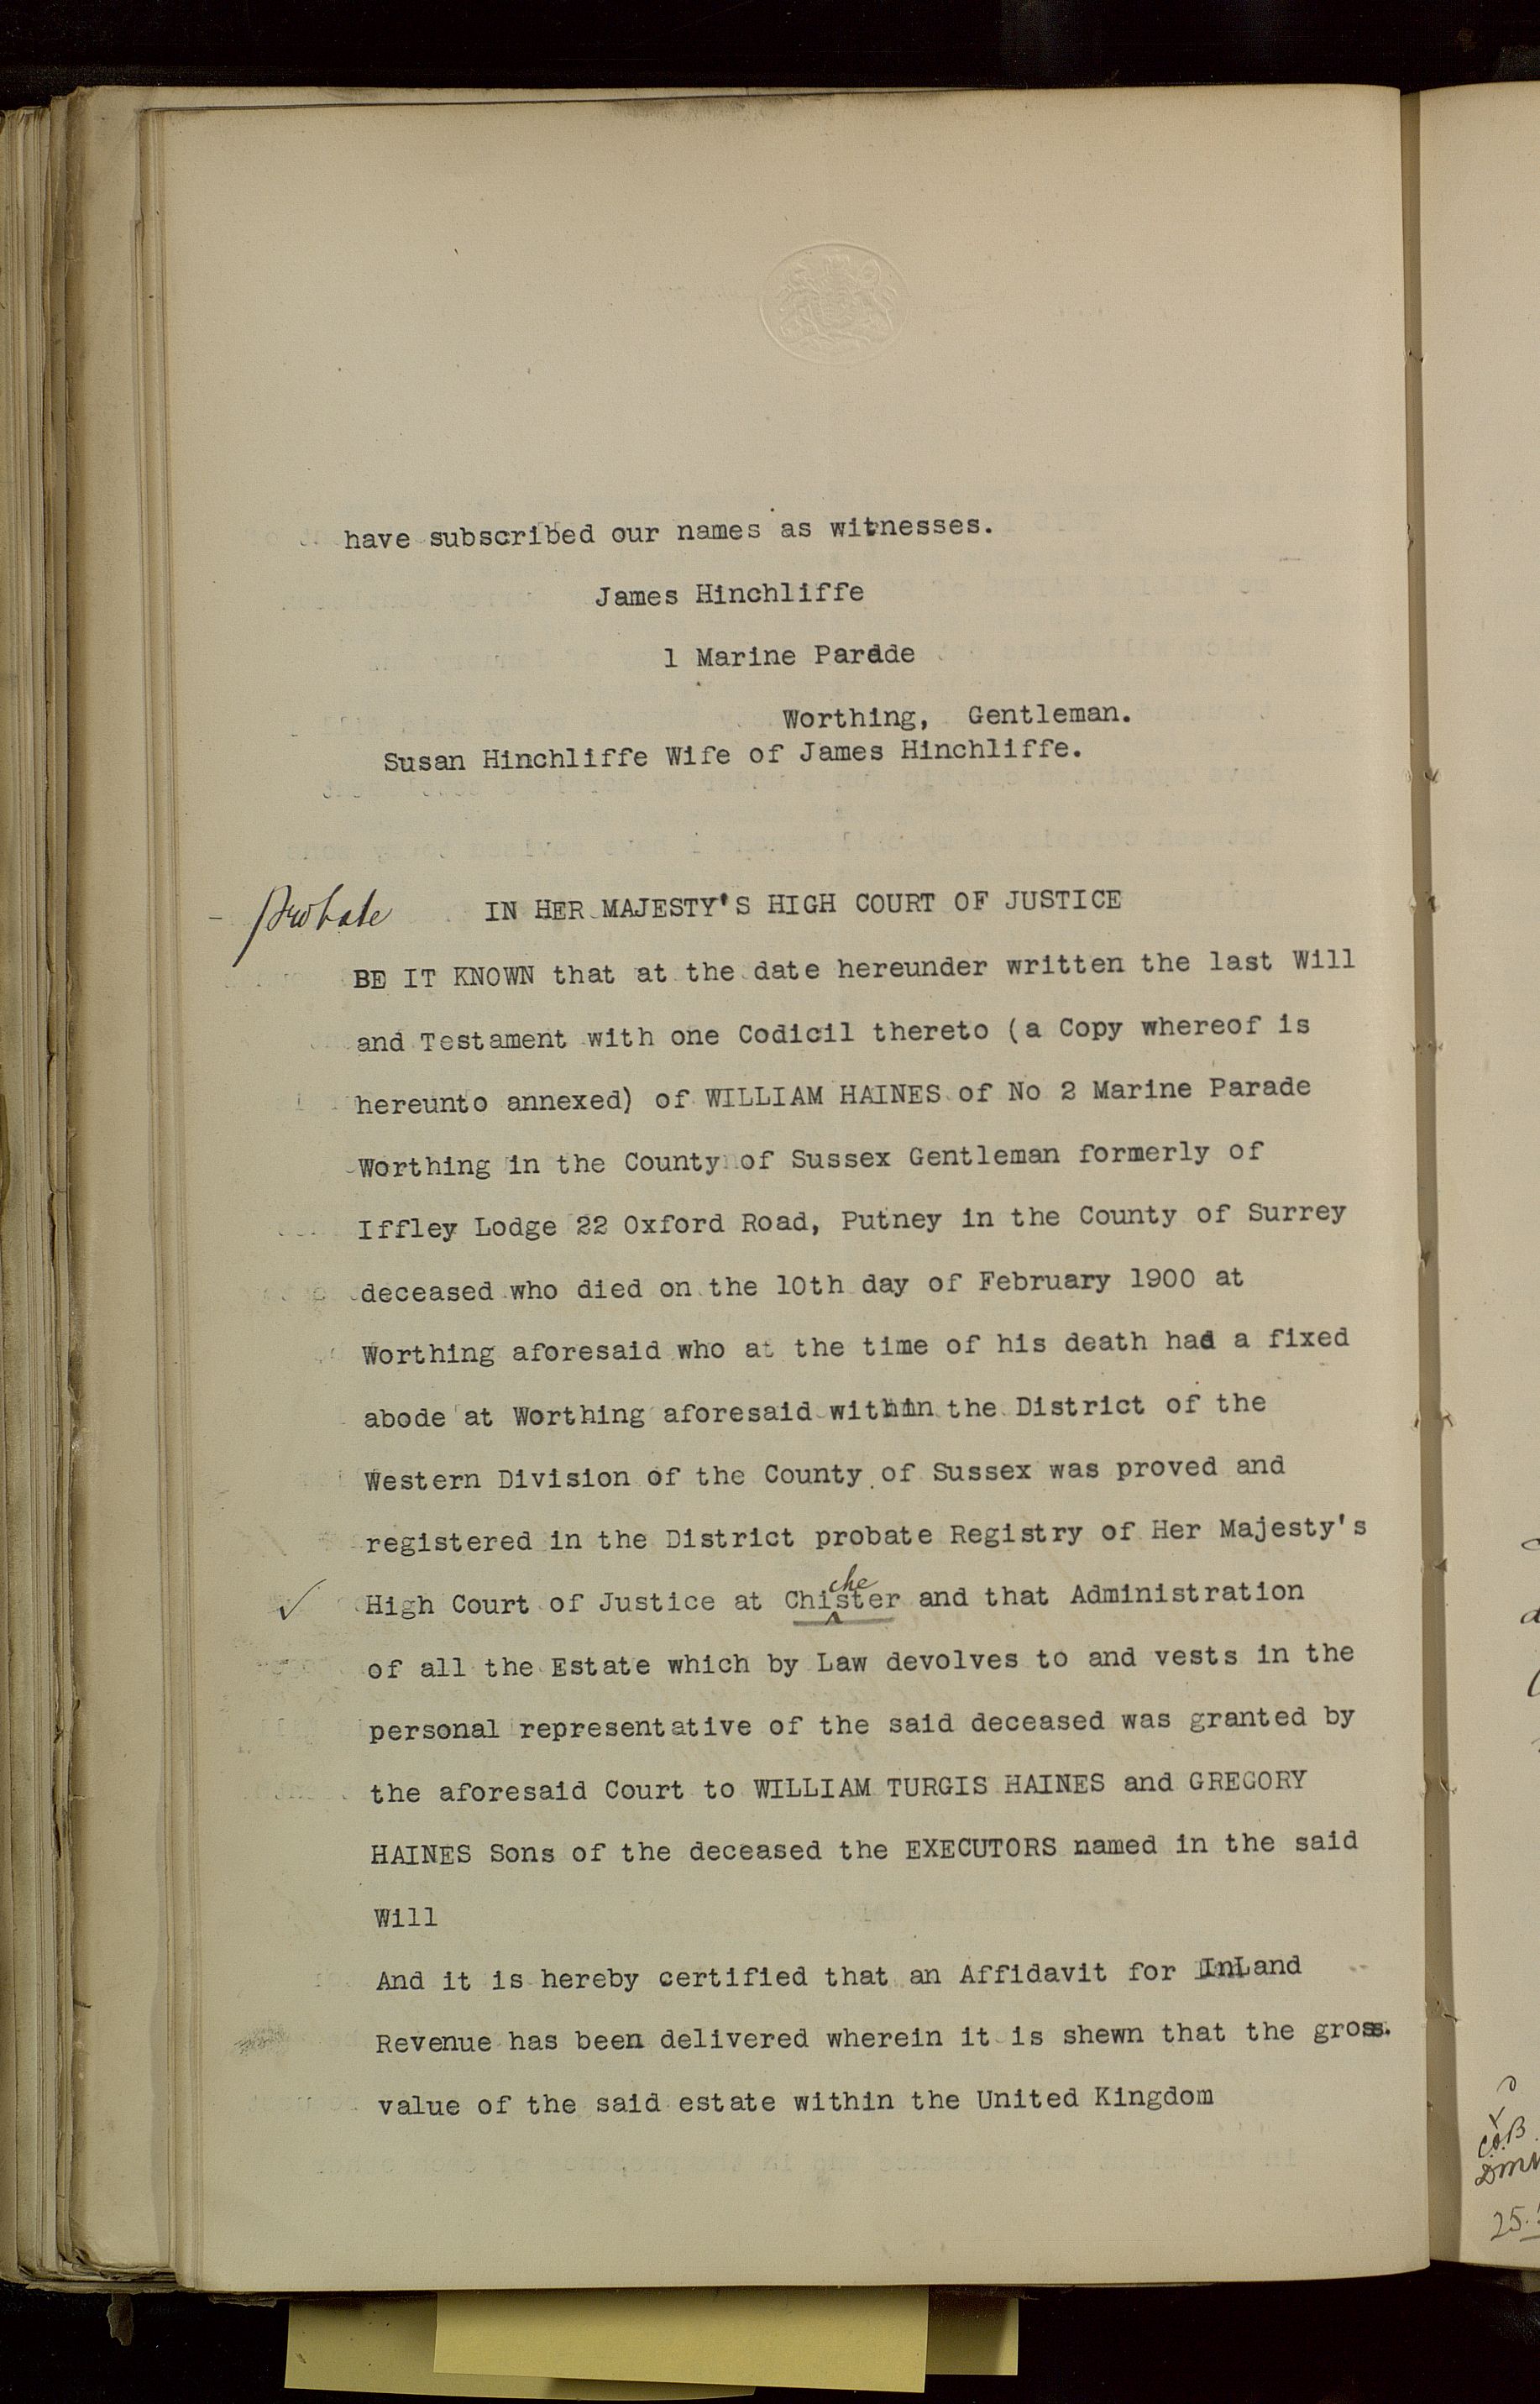 have subscribed our names as witnesses.
James Hinchliffe
1 Marine Parade
Worthing, Gentleman.
Susan Hinchliffe Wife of James Hinchliffe.
Probate IN HER MAJESTY'S HIGH COURT OF JUSTICE
BE IT KNOWN that at the date hereunder written the last Will
and Testament with one Codicil thereto (a Copy whereof is
hereunto annexed) of WILLIAM HAINES of No 2 Marine Parade
Worthing in the County of Sussex Gentleman formerly of
Iffley Lodge 22 Oxford Road, Putney in the County of Surrey
deceased who died on the 10th day of February 1900 at
Worthing aforesaid who at the time of his death had a fixed
abode at Worthing aforesaid within the District of the
Western Division of the County of Sussex was proved and
registered in the District probate Registry of Her Majesty's
High Court of Justice at Chichester and that Administration
of all the Estate which by Law devolves to and vests in the
personal representative of the said deceased was granted by
the aforesaid Court to WILLIAM TURGIS HAINES and GREGORY
HAINES Sons of the deceased the EXECUTORS named in the said
Will
And it is hereby certified that an Affidavit for InLand
Revenue has been delivered wherein it is shewn that the gross.
value of the said estate within the United Kingdom
25.